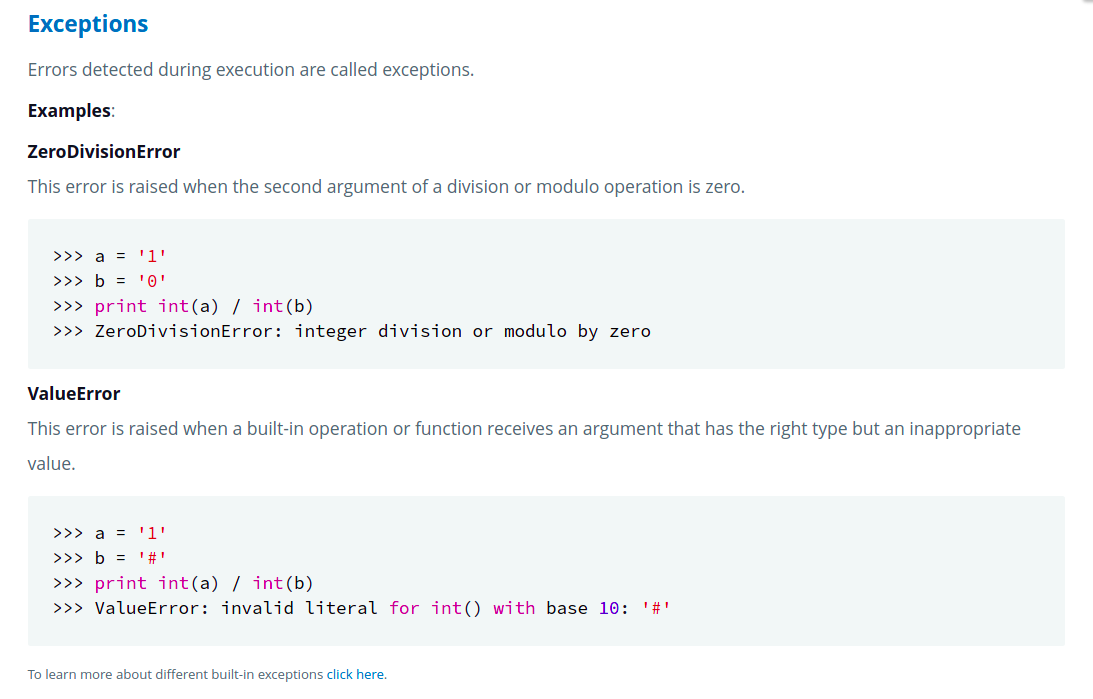 Exceptions
Errors detected during execution are called exceptions.
Examples:
ZeroDivisionError
This error is raised when the second argument of a division or modulo operation is zero.
>>> a = '1'
>>> b = '0'
>>> print int(a) / int(b)
>>> ZeroDivisionError: integer division or modulo by zero
ValueError
This error is raised when a built-in operation or function receives an argument that has the right type but an inappropriate
value.
>>> a = '1'
>>> b = '#'
>>> print int(a) / int(b)
>>> ValueError: invalid literal for int() with base 10: '#'
To learn more about different built-in exceptions click here.